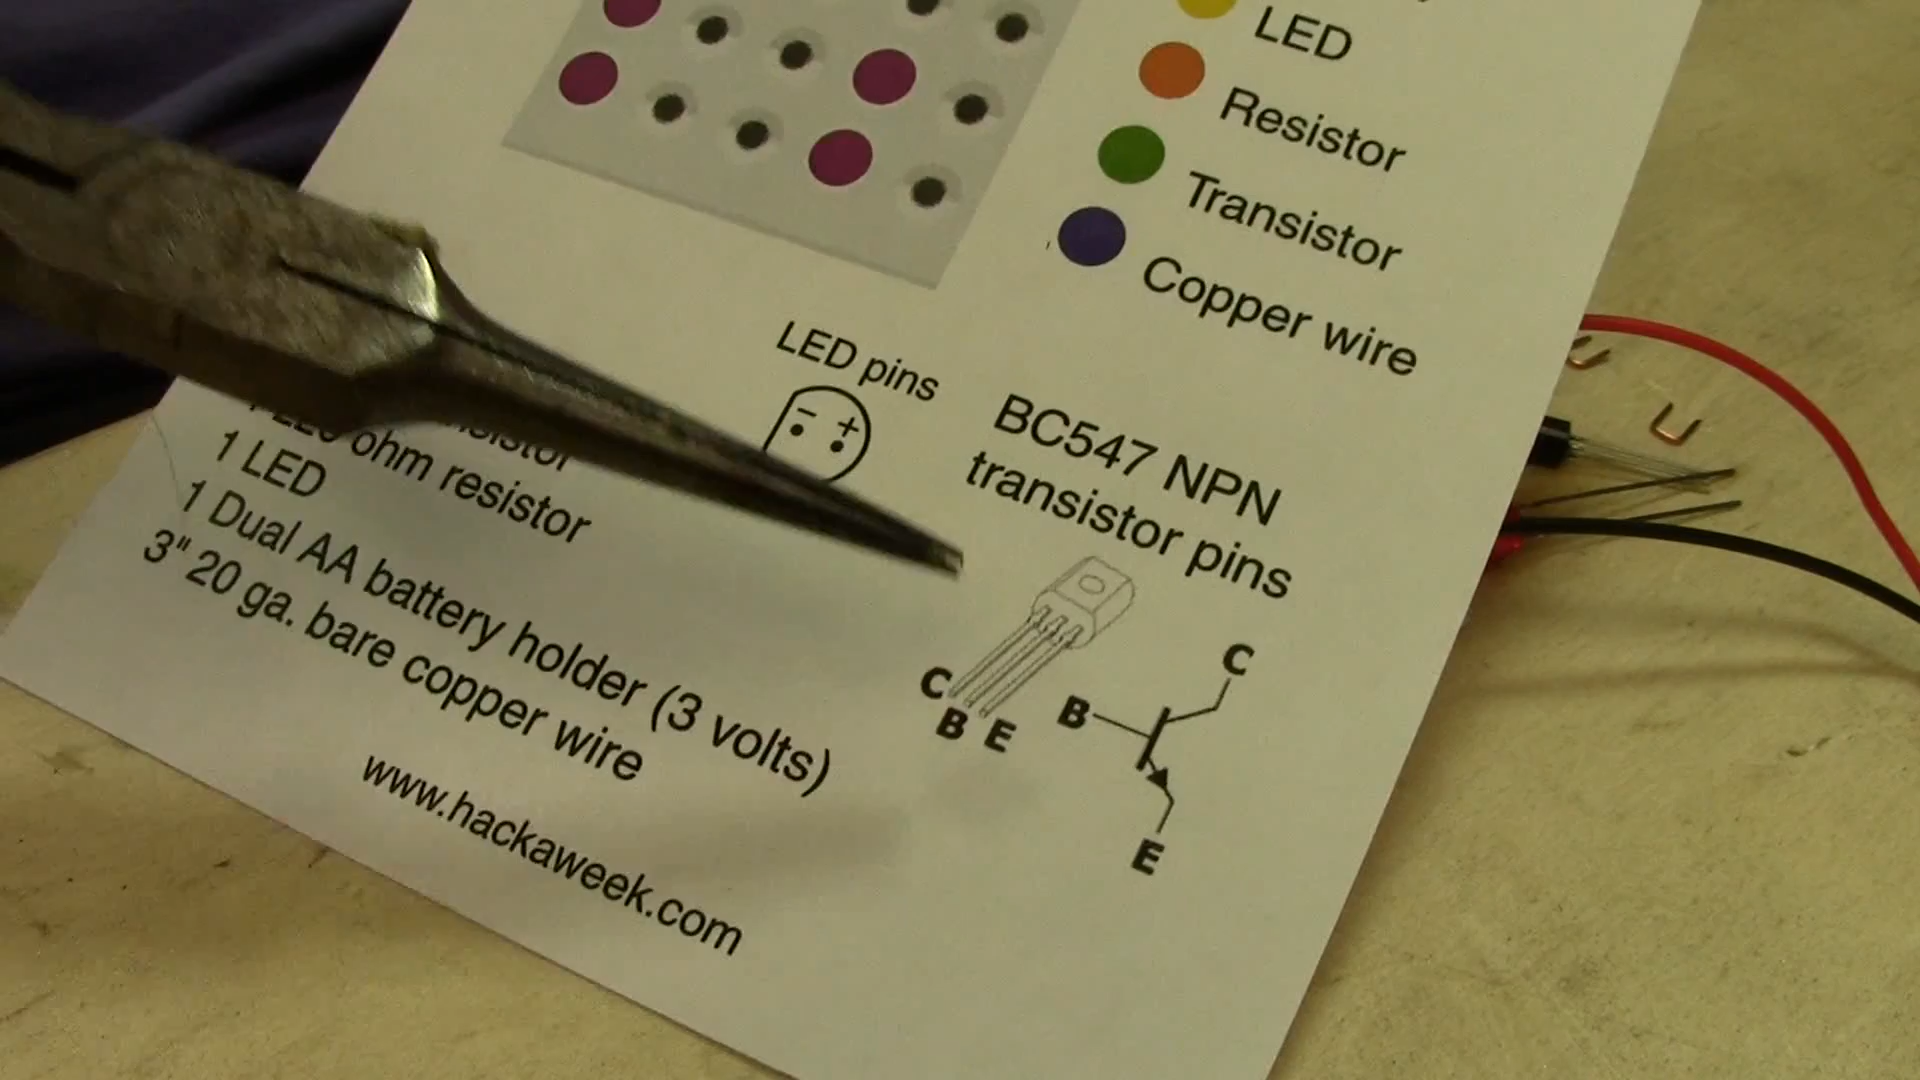 LED
Resistor
Transistor
Copper wire
LED pins
- +
BC547 NPN
transistor pins
C
B E
B
C
E
ohm resistor
1 LED
1 Dual AA battery holder (3 volts)
3" 20 ga. bare copper wire
www.hackaweek.com